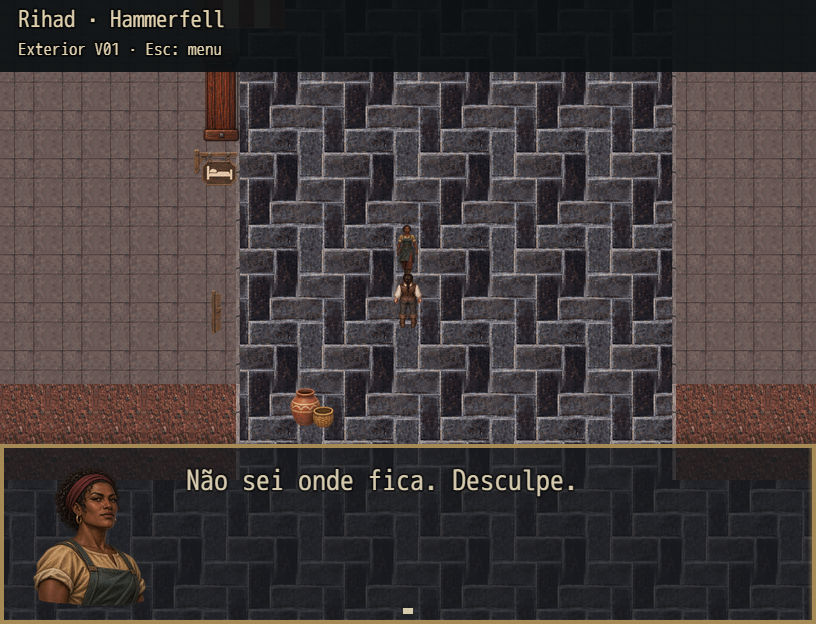 Rihad · Hammerfell
Exterior V01 · Esc: menu
Não sei onde fica. Desculpe.